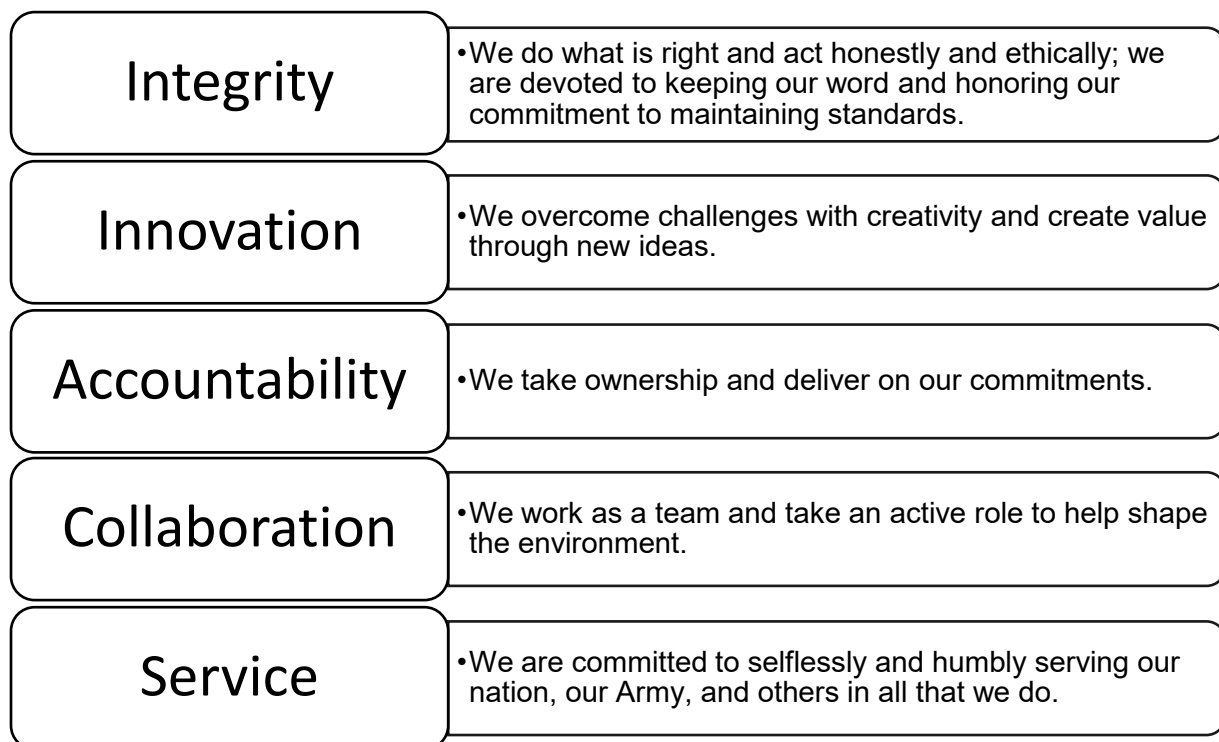 Integrity
•We do what is right and act honestly and ethically; we
are devoted to keeping our word and honoring our
commitment to maintaining standards.
Innovation
•We overcome challenges with creativity and create value
through new ideas.
Accountability
•We take ownership and deliver on our commitments.
Collaboration
•We work as a team and take an active role to help shape
the environment.
Service
•We are committed to selflessly and humbly serving our
nation, our Army, and others in all that we do.